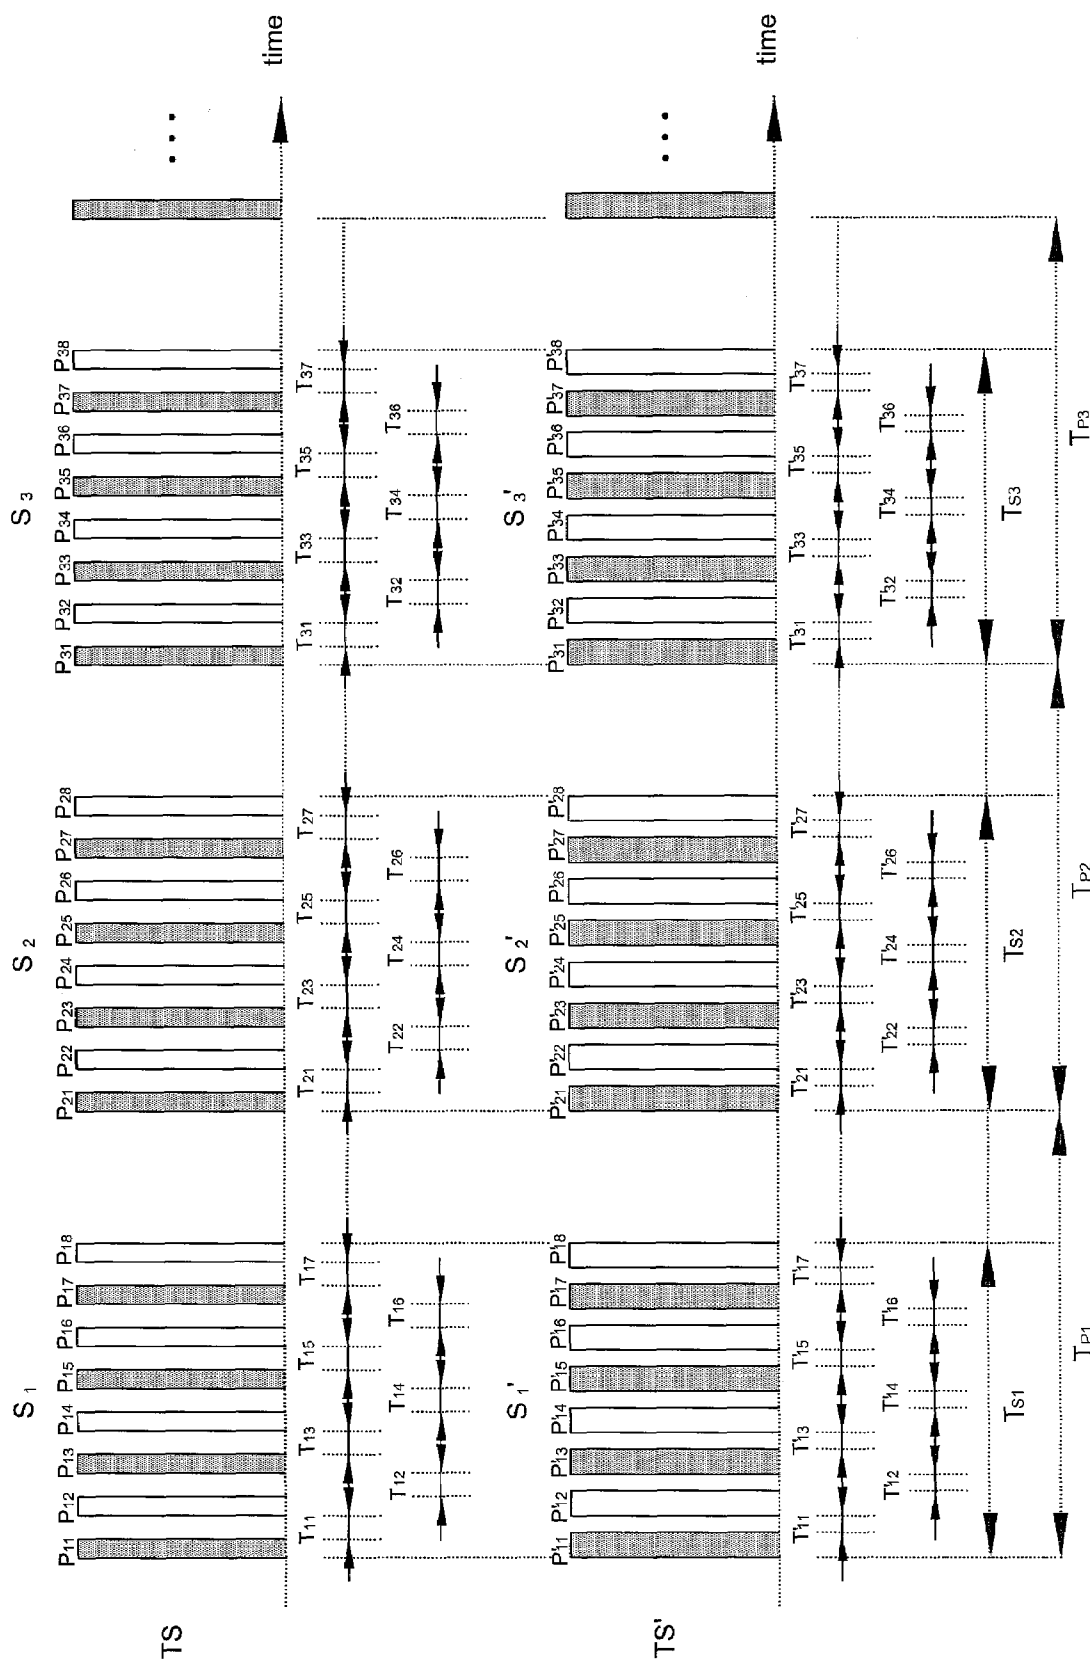 TS
S1 S2 S3
P11 P12 P13 P14 P15 P16 P17 P18 P21 P22 P23 P24 P25 P26 P27 P28 P31 P32 P33 P34 P35 P36 P37 P38
time
T11 T13 T15 T17 T21 T23 T25 T27 T31 T33 T35 T37
T12 T14 T16 T22 T24 T26 T32 T34 T36
TS'
S1' S2' S3'
P'11 P'12 P'13 P'14 P'15 P'16 P'17 P'18 P'21 P'22 P'23 P'24 P'25 P'26 P'27 P'28 P'31 P'32 P'33 P'34 P'35 P'36 P'37 P'38
time
T'11 T'13 T'15 T'17 T'21 T'23 T'25 T'27 T'31 T'33 T'35 T'37
T'12 T'14 T'16 T'22 T'24 T'26 T'32 T'34 T'36
TS1 TS2 TS3
TP1 TP2 TP3